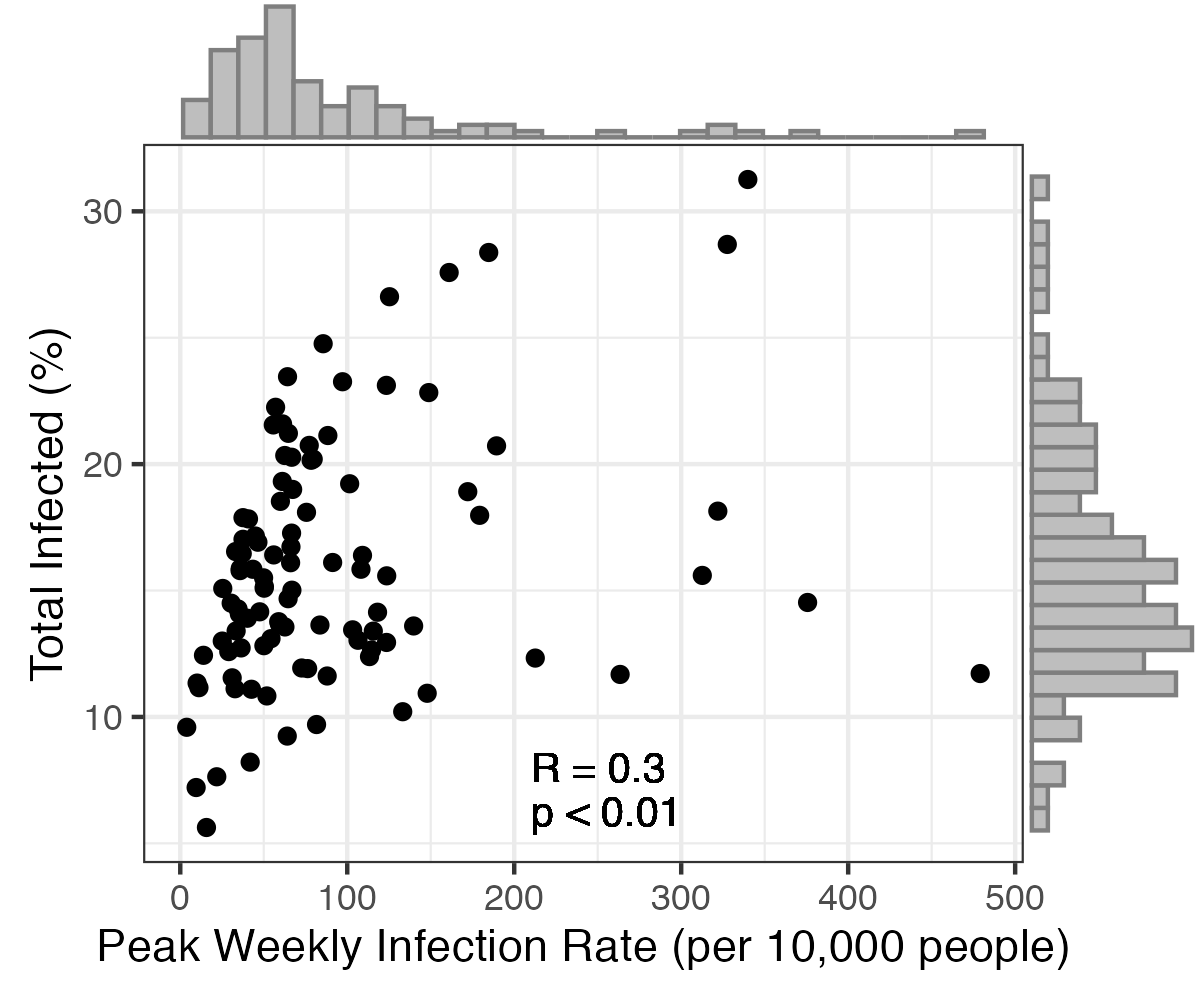 30
20
10
Total Infected (%)
R = 0.3
p < 0.01
0 100 200 300 400 500
Peak Weekly Infection Rate (per 10,000 people)